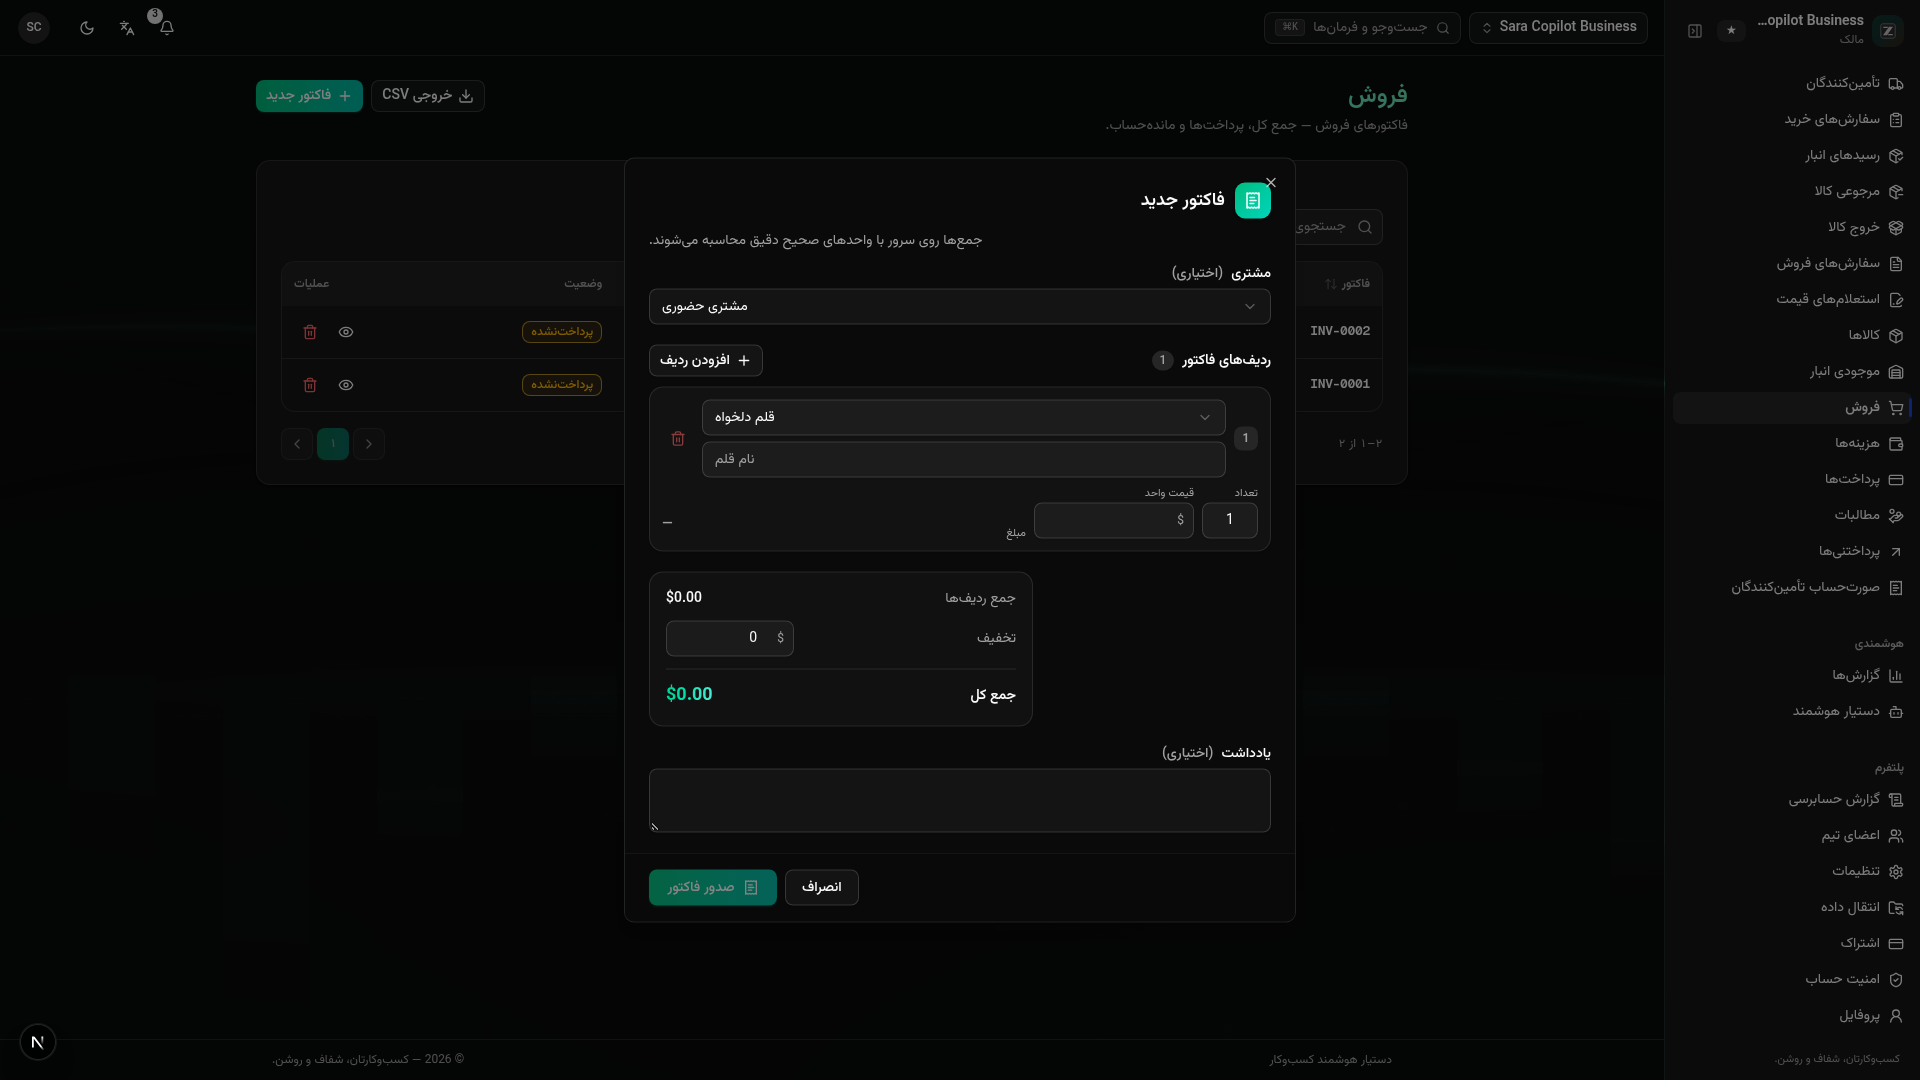 ...opilot Business
مالک
تأمین‌کنندگان
سفارش‌های خرید
رسیدهای انبار
مرجوعی کالا
خروج کالا
سفارش‌های فروش
استعلام‌های قیمت
کالاها
موجودی انبار
فروش
هزینه‌ها
پرداخت‌ها
مطالبات
پرداختنی‌ها
صورت‌حساب تأمین‌کنندگان
هوشمندی
گزارش‌ها
دستیار هوشمند
پلتفرم
گزارش حسابرسی
اعضای تیم
تنظیمات
انتقال داده
اشتراک
امنیت حساب
پروفایل
کسب‌وکارتان، شفاف و روشن.
Sara Copilot Business
جست‌وجو و فرمان‌ها ⌘K
3
SC
فروش
فاکتورهای فروش — جمع کل، پرداخت‌ها و مانده‌حساب.
خروجی CSV
فاکتور جدید
جستجوی
فاکتور
وضعیت
عملیات
INV-0002
پرداخت‌نشده
INV-0001
پرداخت‌نشده
۱–۲ از ۲
۱
فاکتور جدید
جمع‌ها روی سرور با واحدهای صحیح دقیق محاسبه می‌شوند.
مشتری (اختیاری)
مشتری حضوری
ردیف‌های فاکتور 1
افزودن ردیف
1
قلم دلخواه
نام قلم
تعداد
قیمت واحد
1
$
مبلغ
—
جمع ردیف‌ها
$0.00
تخفیف
$ 0
جمع کل
$0.00
یادداشت (اختیاری)
انصراف
صدور فاکتور
دستیار هوشمند کسب‌وکار
© 2026 — کسب‌وکارتان، شفاف و روشن.
N